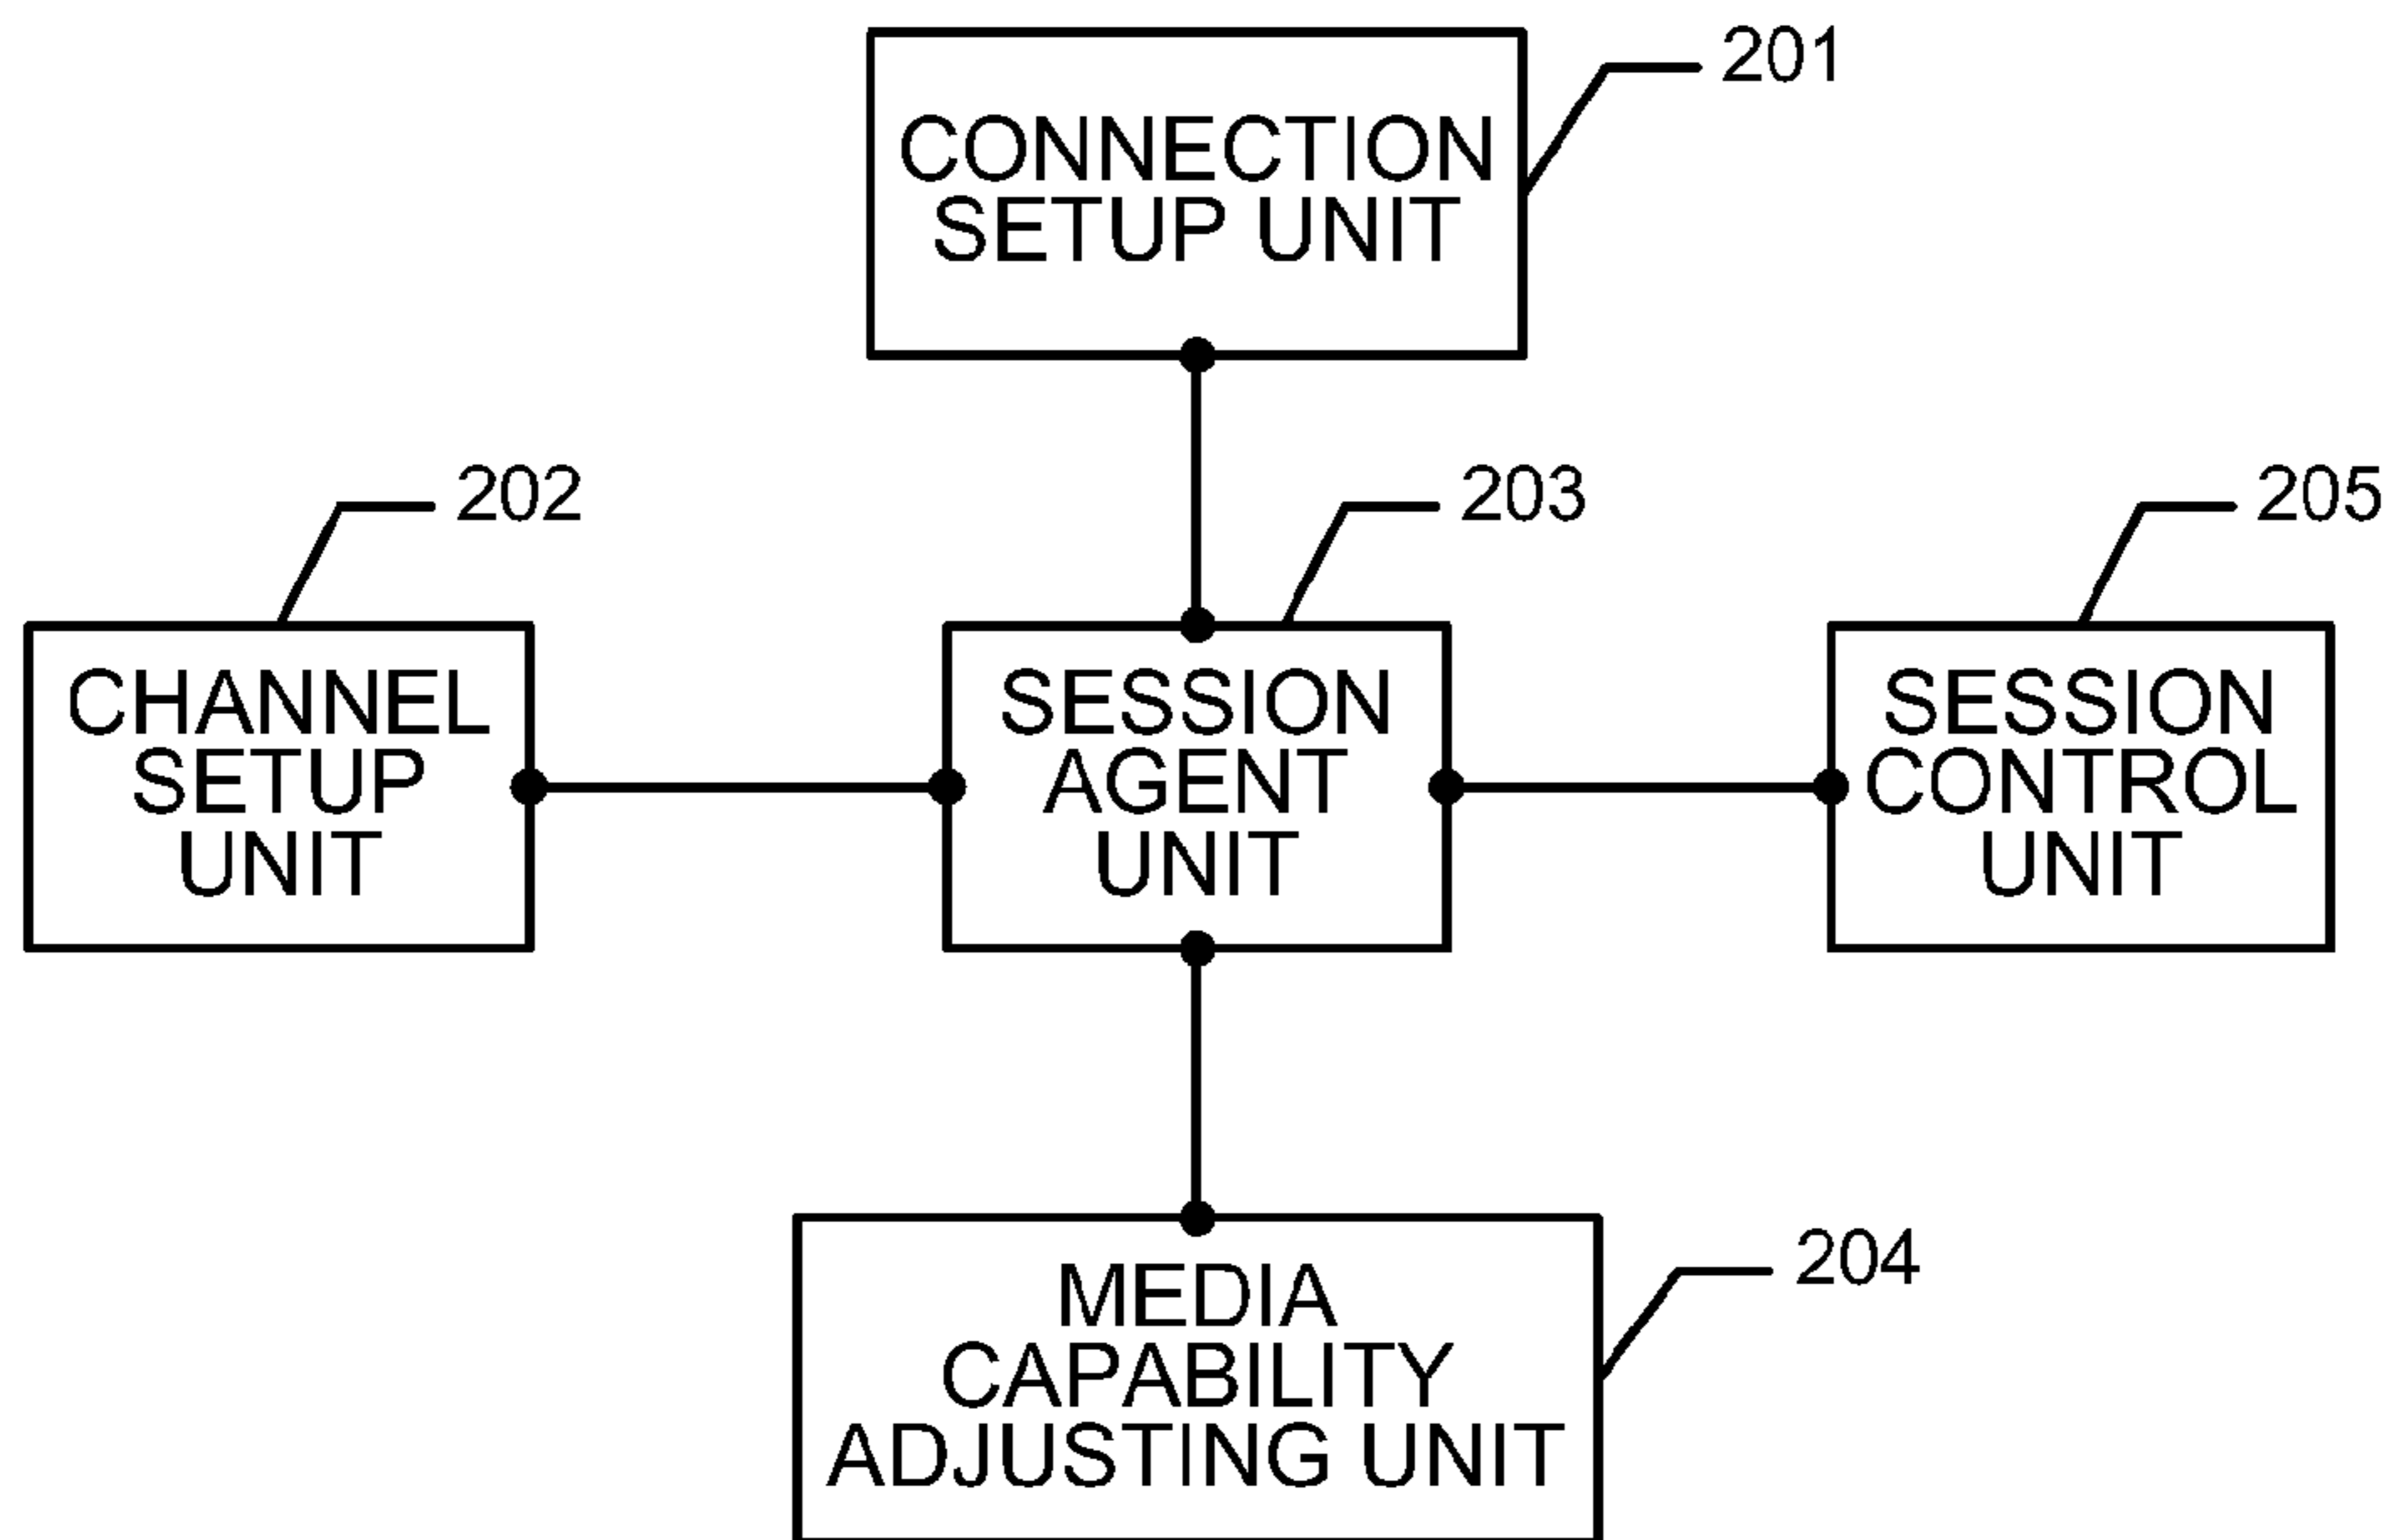 201
CONNECTION
SETUP UNIT
202
203
205
CHANNEL
SETUP
UNIT
SESSION
AGENT
UNIT
SESSION
CONTROL
UNIT
204
MEDIA
CAPABILITY
ADJUSTING UNIT